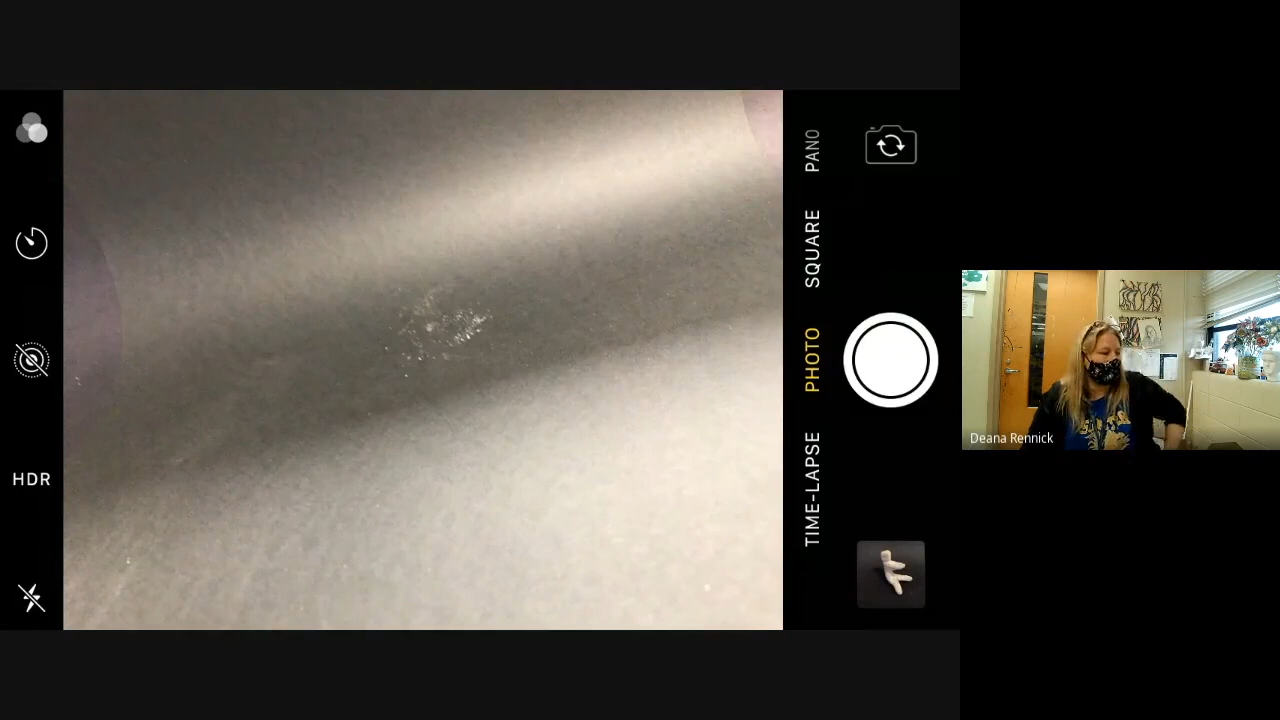 PANO
SQUARE
PHOTO
TIME-LAPSE
HDR
Deana Rennick